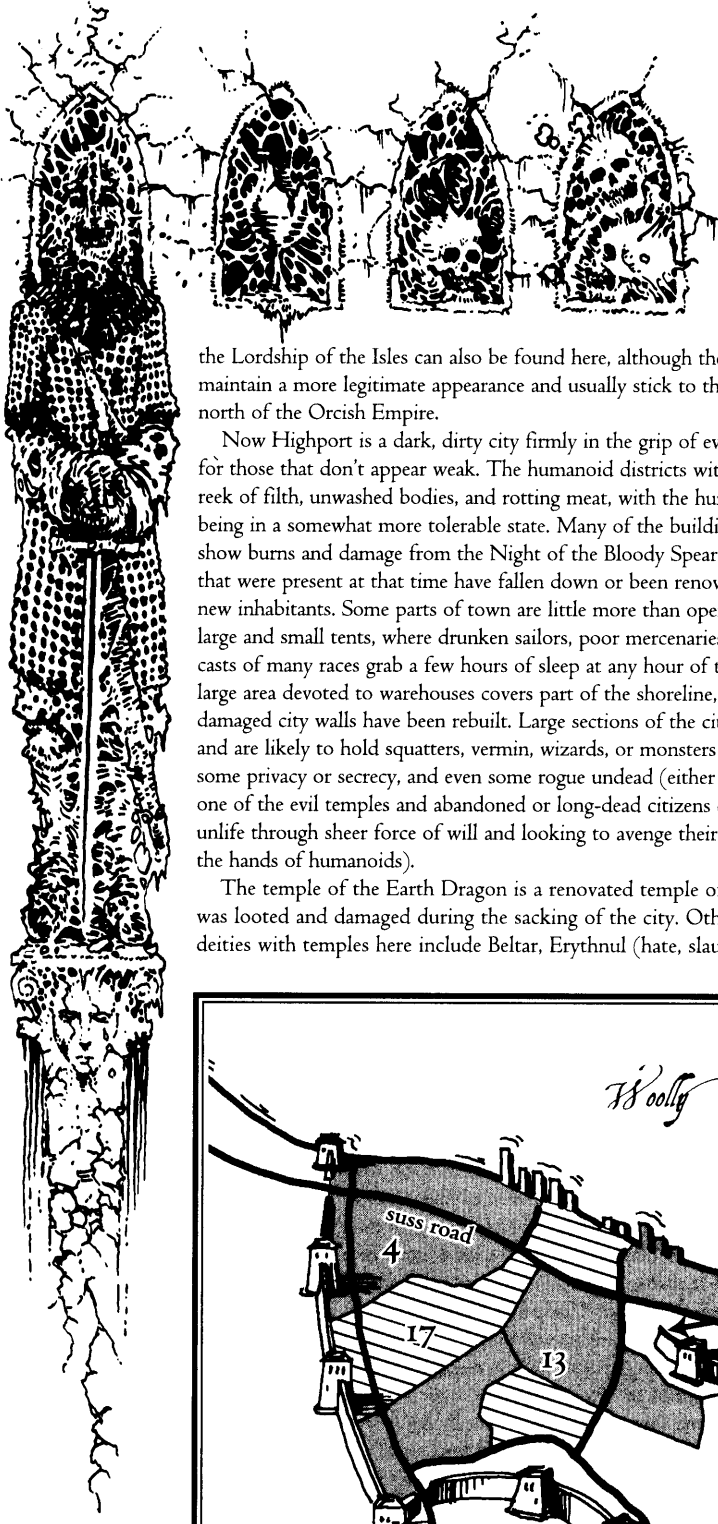 the Lordship of the Isles can also be found here, although the
maintain a more legitimate appearance and usually stick to th
north of the Orcish Empire.
Now Highport is a dark, dirty city firmly in the grip of ev
for those that don't appear weak. The humanoid districts wit
reek of filth, unwashed bodies, and rotting meat, with the hu
being in a somewhat more tolerable state. Many of the buildi
show burns and damage from the Night of the Bloody Spear
that were present at that time have fallen down or been renov
new inhabitants. Some parts of town are little more than ope
large and small tents, where drunken sailors, poor mercenaries
casts of many races grab a few hours of sleep at any hour of t
large area devoted to warehouses covers part of the shoreline,
damaged city walls have been rebuilt. Large sections of the ci
and are likely to hold squatters, vermin, wizards, or monsters
some privacy or secrecy, and even some rogue undead (either
one of the evil temples and abandoned or long-dead citizens
unlife through sheer force of will and looking to avenge their
the hands of humanoids).
The temple of the Earth Dragon is a renovated temple o
was looted and damaged during the sacking of the city. Oth
deities with temples here include Beltar, Erythnul (hate, slau
Woolly
suss road
4
17
13